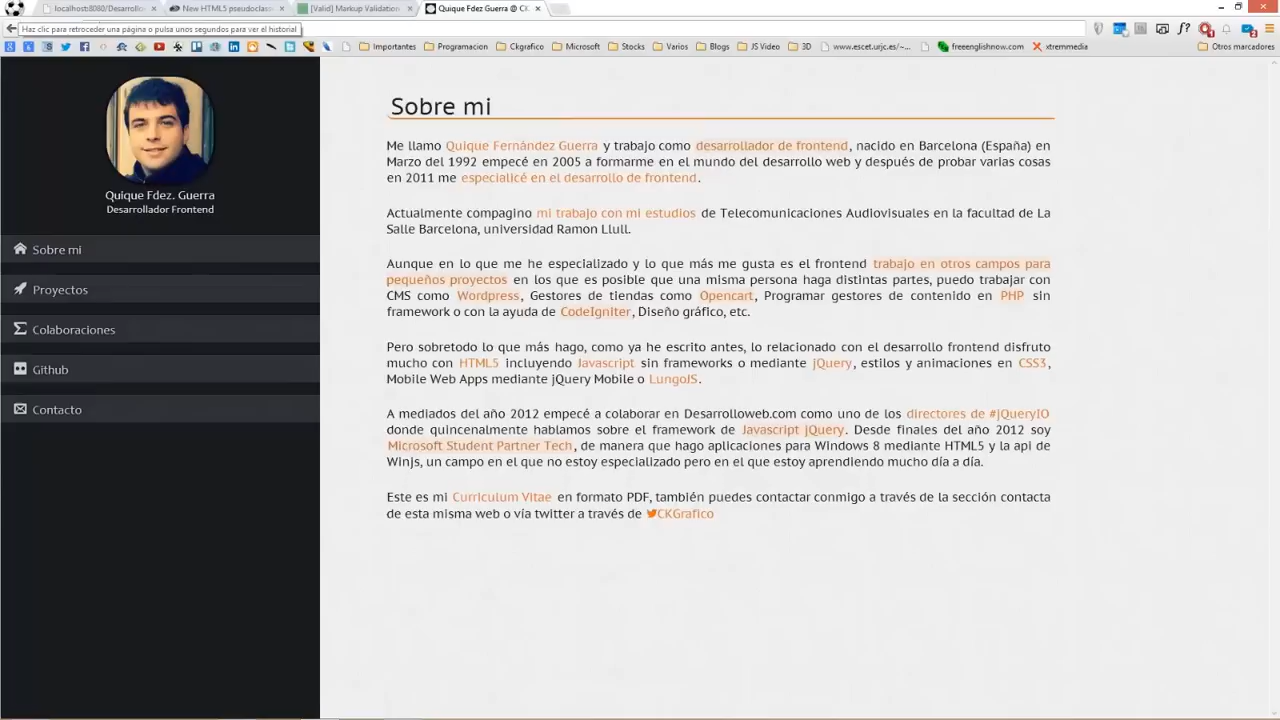 localhost:8080/Desarrollo
New HTML5 pseudoclass
[Valid] Markup Validation
Quique Fdez Guerra @ CK
Haz clic para retroceder una página o pulsa unos segundos para ver el historial
Importantes
Programacion
Ckgrafico
Microsoft
Stocks
Varios
Blogs
JS Video
3D
www.escet.urjc.es/~...
freeenglishnow.com
xtremmedia
Otros marcadores
Quique Fdez. Guerra
Desarrollador Frontend
Sobre mi
Proyectos
Colaboraciones
Github
Contacto
Sobre mi
Me llamo Quique Fernández Guerra y trabajo como desarrollador de frontend, nacido en Barcelona (España) en
Marzo del 1992 empecé en 2005 a formarme en el mundo del desarrollo web y después de probar varias cosas
en 2011 me especialicé en el desarrollo de frontend.
Actualmente compagino mi trabajo con mi estudios de Telecomunicaciones Audiovisuales en la facultad de La
Salle Barcelona, universidad Ramon Llull.
Aunque en lo que me he especializado y lo que más me gusta es el frontend trabajo en otros campos para
pequeños proyectos en los que es posible que una misma persona haga distintas partes, puedo trabajar con
CMS como Wordpress, Gestores de tiendas como Opencart, Programar gestores de contenido en PHP sin
framework o con la ayuda de CodeIgniter, Diseño gráfico, etc.
Pero sobretodo lo que más hago, como ya he escrito antes, lo relacionado con el desarrollo frontend disfruto
mucho con HTML5 incluyendo Javascript sin frameworks o mediante jQuery, estilos y animaciones en CSS3,
Mobile Web Apps mediante jQuery Mobile o LungoJS.
A mediados del año 2012 empecé a colaborar en Desarrolloweb.com como uno de los directores de #jQueryIO
donde quincenalmente hablamos sobre el framework de Javascript jQuery. Desde finales del año 2012 soy
Microsoft Student Partner Tech, de manera que hago aplicaciones para Windows 8 mediante HTML5 y la api de
Winjs, un campo en el que no estoy especializado pero en el que estoy aprendiendo mucho día a día.
Este es mi Curriculum Vitae en formato PDF, también puedes contactar conmigo a través de la sección contacta
de esta misma web o vía twitter a través de CKGrafico